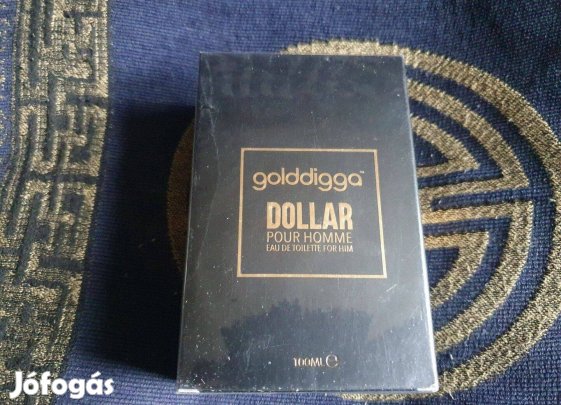 golddigga™
DOLLAR
POUR HOMME
EAU DE TOILETTE FOR HIM
100ML ℮
Jófogás